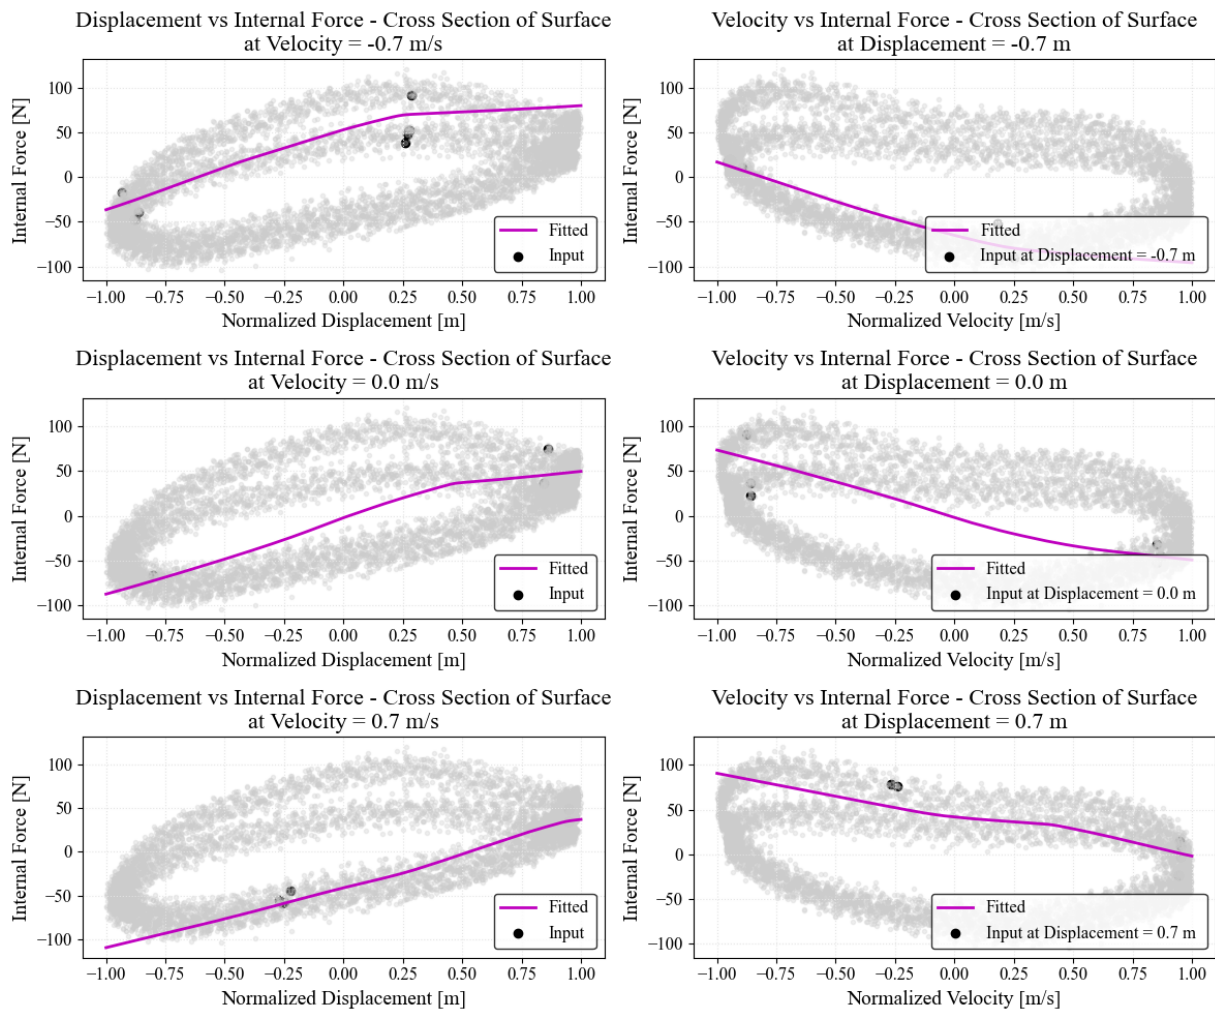 Displacement vs Internal Force - Cross Section of Surface
at Velocity = -0.7 m/s
Internal Force [N]
100
50
0
−50
−100
Fitted
Input
−1.00 −0.75 −0.50 −0.25 0.00 0.25 0.50 0.75 1.00
Normalized Displacement [m]
Velocity vs Internal Force - Cross Section of Surface
at Displacement = -0.7 m
Internal Force [N]
100
50
0
−50
−100
Fitted
Input at Displacement = -0.7 m
−1.00 −0.75 −0.50 −0.25 0.00 0.25 0.50 0.75 1.00
Normalized Velocity [m/s]
Displacement vs Internal Force - Cross Section of Surface
at Velocity = 0.0 m/s
Internal Force [N]
100
50
0
−50
−100
Fitted
Input
−1.00 −0.75 −0.50 −0.25 0.00 0.25 0.50 0.75 1.00
Normalized Displacement [m]
Velocity vs Internal Force - Cross Section of Surface
at Displacement = 0.0 m
Internal Force [N]
100
50
0
−50
−100
Fitted
Input at Displacement = 0.0 m
−1.00 −0.75 −0.50 −0.25 0.00 0.25 0.50 0.75 1.00
Normalized Velocity [m/s]
Displacement vs Internal Force - Cross Section of Surface
at Velocity = 0.7 m/s
Internal Force [N]
100
50
0
−50
−100
Fitted
Input
−1.00 −0.75 −0.50 −0.25 0.00 0.25 0.50 0.75 1.00
Normalized Displacement [m]
Velocity vs Internal Force - Cross Section of Surface
at Displacement = 0.7 m
Internal Force [N]
100
50
0
−50
−100
Fitted
Input at Displacement = 0.7 m
−1.00 −0.75 −0.50 −0.25 0.00 0.25 0.50 0.75 1.00
Normalized Velocity [m/s]